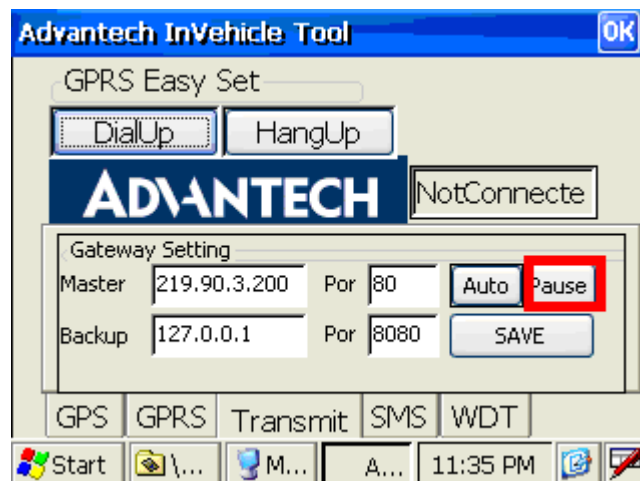 Advantech InVehicle Tool OK
GPRS Easy Set
DialUp HangUp
ADVANTECH NotConnecte
Gateway Setting
Master 219.90.3.200 Por 80 Auto Pause
Backup 127.0.0.1 Por 8080 SAVE
GPS GPRS Transmit SMS WDT
Start \... M... A... 11:35 PM